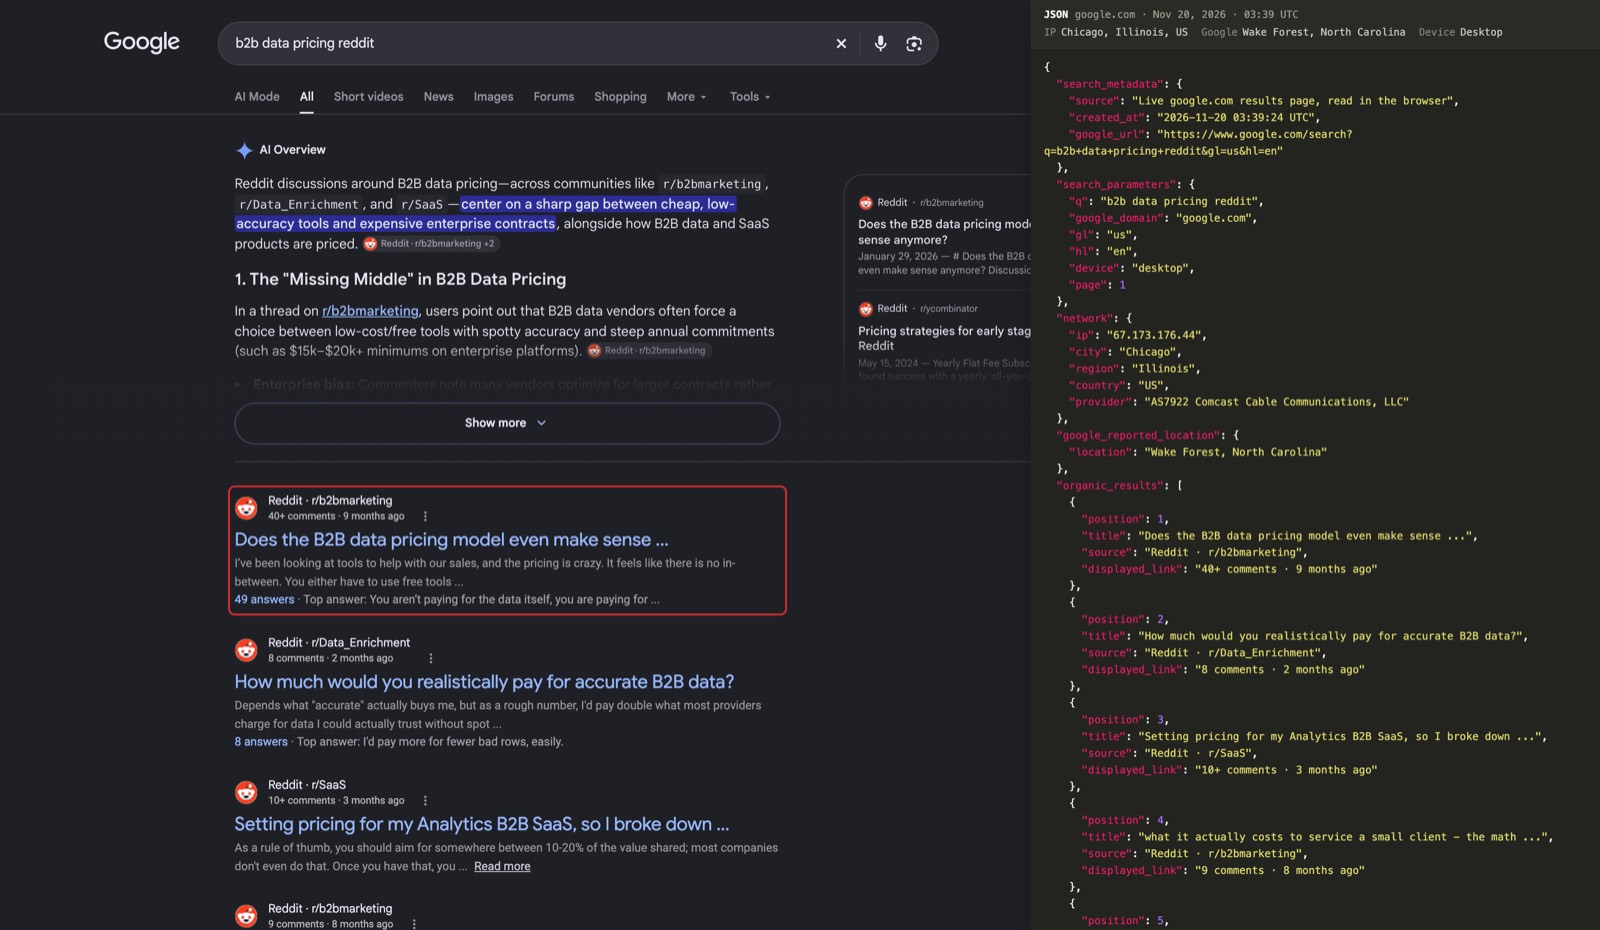 Google
b2b data pricing reddit
AI Mode
All
Short videos
News
Images
Forums
Shopping
More
Tools
AI Overview
Reddit discussions around B2B data pricing—across communities like r/b2bmarketing ,
r/Data_Enrichment , and r/SaaS —center on a sharp gap between cheap, low-
accuracy tools and expensive enterprise contracts, alongside how B2B data and SaaS
products are priced. Reddit · r/b2bmarketing +2
1. The "Missing Middle" in B2B Data Pricing
In a thread on r/b2bmarketing, users point out that B2B data vendors often force a
choice between low-cost/free tools with spotty accuracy and steep annual commitments
(such as $15k–$20k+ minimums on enterprise platforms). Reddit · r/b2bmarketing
• Enterprise bias: Commenters note many vendors optimize for larger contracts rather
Show more
Reddit · r/b2bmarketing
Does the B2B data pricing mode
sense anymore?
January 29, 2026 — # Does the B2B d
even make sense anymore? Discussic
Reddit · r/ycombinator
Pricing strategies for early stag
Reddit
May 15, 2024 — Yearly Flat Fee Subsc
found success with a yearly, all-you-c
Reddit · r/b2bmarketing
40+ comments · 9 months ago
Does the B2B data pricing model even make sense ...
I've been looking at tools to help with our sales, and the pricing is crazy. It feels like there is no in-
between. You either have to use free tools ...
49 answers · Top answer: You aren't paying for the data itself, you are paying for ...
Reddit · r/Data_Enrichment
8 comments · 2 months ago
How much would you realistically pay for accurate B2B data?
Depends what "accurate" actually buys me, but as a rough number, I'd pay double what most providers
charge for data I could actually trust without spot ...
8 answers · Top answer: I'd pay more for fewer bad rows, easily.
Reddit · r/SaaS
10+ comments · 3 months ago
Setting pricing for my Analytics B2B SaaS, so I broke down ...
As a rule of thumb, you should aim for somewhere between 10-20% of the value shared; most companies
don't even do that. Once you have that, you ... Read more
Reddit · r/b2bmarketing
9 comments · 8 months ago
JSON google.com · Nov 20, 2026 · 03:39 UTC
IP Chicago, Illinois, US Google Wake Forest, North Carolina Device Desktop
{
"search_metadata": {
"source": "Live google.com results page, read in the browser",
"created_at": "2026-11-20 03:39:24 UTC",
"google_url": "https://www.google.com/search?
q=b2b+data+pricing+reddit&gl=us&hl=en"
},
"search_parameters": {
"q": "b2b data pricing reddit",
"google_domain": "google.com",
"gl": "us",
"hl": "en",
"device": "desktop",
"page": 1
},
"network": {
"ip": "67.173.176.44",
"city": "Chicago",
"region": "Illinois",
"country": "US",
"provider": "AS7922 Comcast Cable Communications, LLC"
},
"google_reported_location": {
"location": "Wake Forest, North Carolina"
},
"organic_results": [
{
"position": 1,
"title": "Does the B2B data pricing model even make sense ...",
"source": "Reddit · r/b2bmarketing",
"displayed_link": "40+ comments · 9 months ago"
},
{
"position": 2,
"title": "How much would you realistically pay for accurate B2B data?",
"source": "Reddit · r/Data_Enrichment",
"displayed_link": "8 comments · 2 months ago"
},
{
"position": 3,
"title": "Setting pricing for my Analytics B2B SaaS, so I broke down ...",
"source": "Reddit · r/SaaS",
"displayed_link": "10+ comments · 3 months ago"
},
{
"position": 4,
"title": "what it actually costs to service a small client — the math ...",
"source": "Reddit · r/b2bmarketing",
"displayed_link": "9 comments · 8 months ago"
},
{
"position": 5,